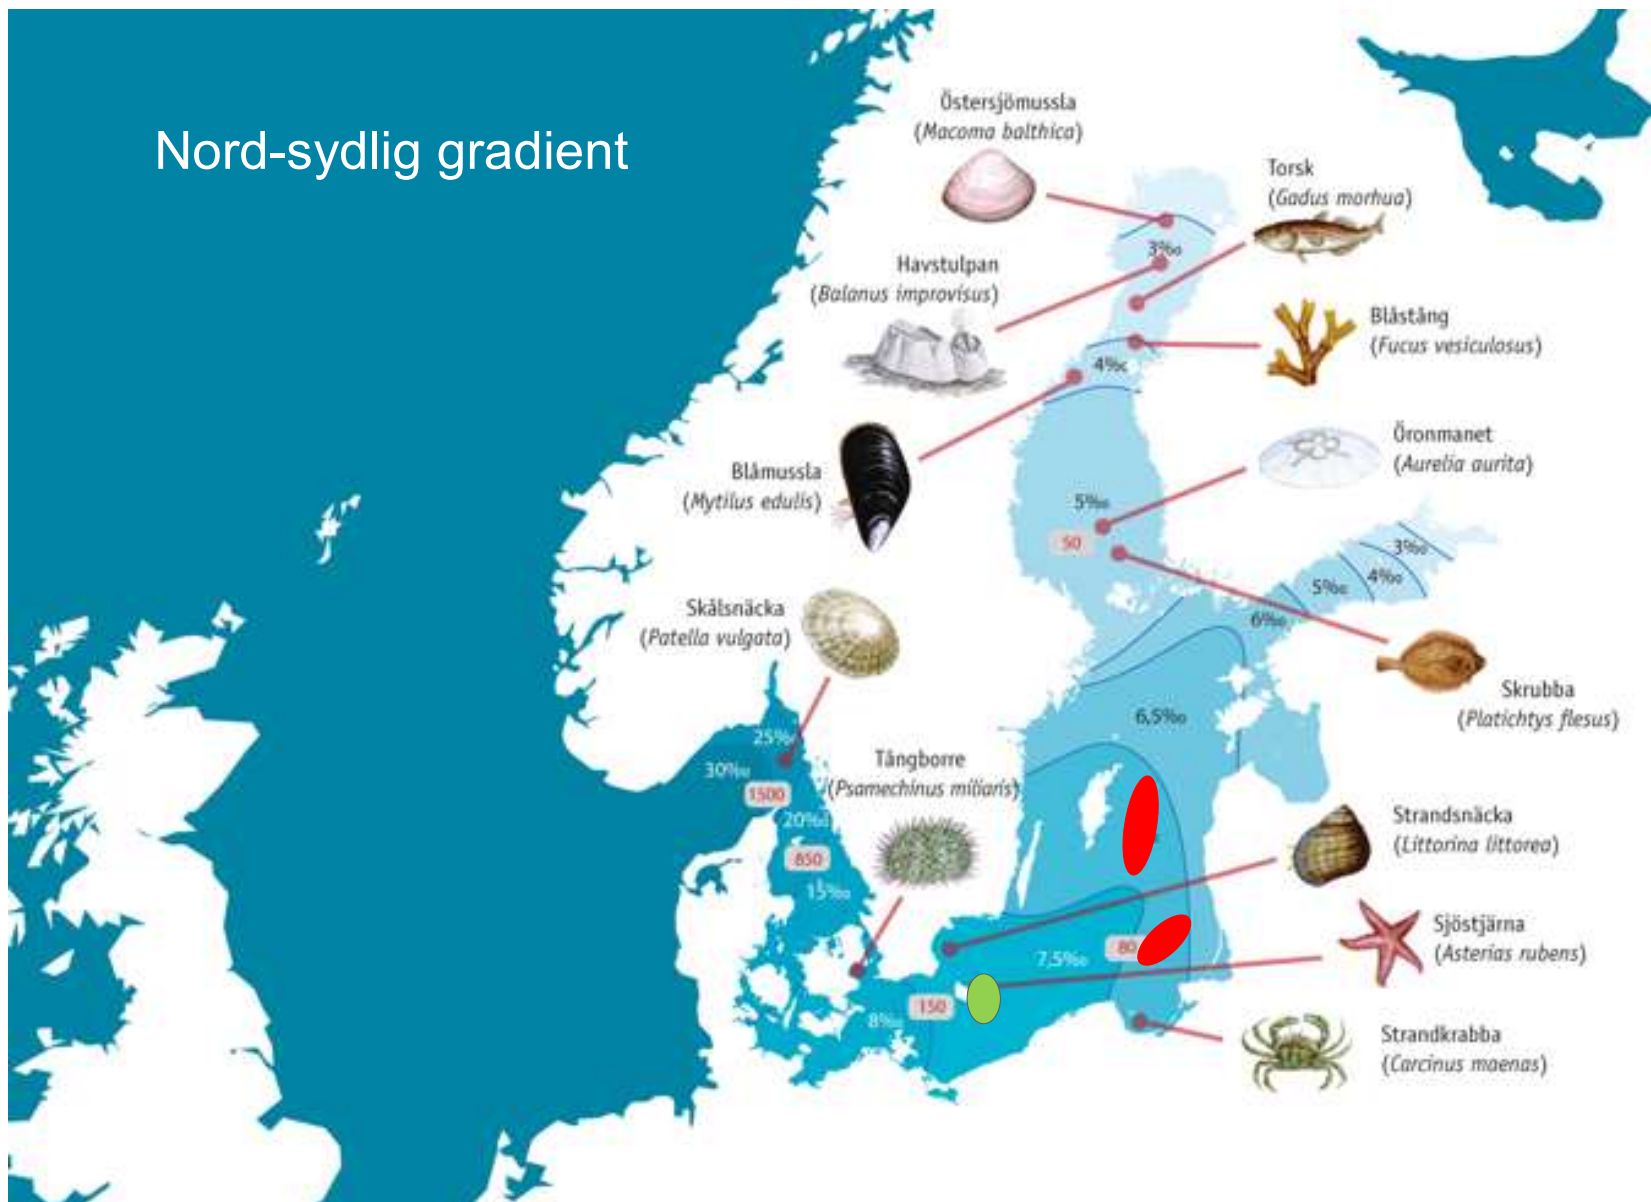 Nord-sydlig gradient
Östersjömussla
(Macoma balthica)
Torsk
(Gadus morhua)
3‰
Havstulpan
(Balanus improvisus)
Blåstång
(Fucus vesiculosus)
4‰
Öronmanet
(Aurelia aurita)
Blåmussla
(Mytilus edulis)
5‰
50
3‰
4‰
5‰
6‰
Skålsnäcka
(Patella vulgata)
Skrubba
(Platichtys flesus)
6,5‰
25‰
30‰
Tångborre
(Psamechinus miliaris)
1500
20‰
850
15‰
Strandsnäcka
(Littorina littorea)
Sjöstjärna
(Asterias rubens)
80
7,5‰
150
8‰
Strandkrabba
(Carcinus maenas)